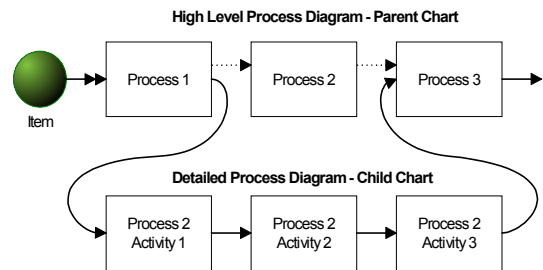 High Level Process Diagram - Parent Chart
Process 1
Process 2
Process 3
Item
Detailed Process Diagram - Child Chart
Process 2
Activity 1
Process 2
Activity 2
Process 2
Activity 3